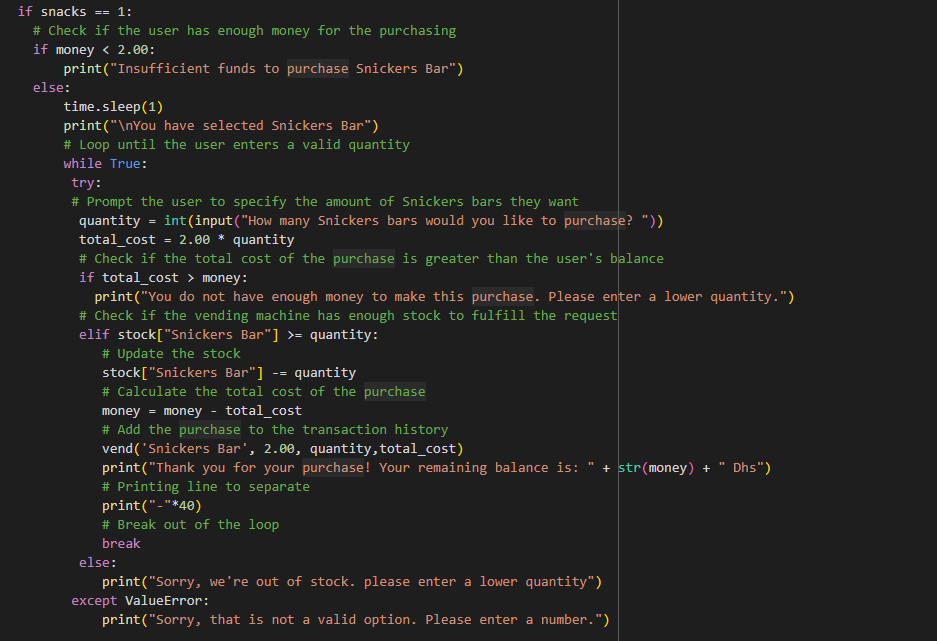 if snacks == 1:
# Check if the user has enough money for the purchasing
if money < 2.00:
print("Insufficient funds to purchase Snickers Bar")
else:
time.sleep(1)
print("\nYou have selected Snickers Bar")
# Loop until the user enters a valid quantity
while True:
try:
# Prompt the user to specify the amount of Snickers bars they want
quantity = int(input("How many Snickers bars would you like to purchase? "))
total_cost = 2.00 * quantity
# Check if the total cost of the purchase is greater than the user's balance
if total_cost > money:
print("You do not have enough money to make this purchase. Please enter a lower quantity.")
# Check if the vending machine has enough stock to fulfill the request
elif stock["Snickers Bar"] >= quantity:
# Update the stock
stock["Snickers Bar"] -= quantity
# Calculate the total cost of the purchase
money = money - total_cost
# Add the purchase to the transaction history
vend('Snickers Bar', 2.00, quantity,total_cost)
print("Thank you for your purchase! Your remaining balance is: " + str(money) + " Dhs")
# Printing line to separate
print("-"*40)
# Break out of the loop
break
else:
print("Sorry, we're out of stock. please enter a lower quantity")
except ValueError:
print("Sorry, that is not a valid option. Please enter a number.")